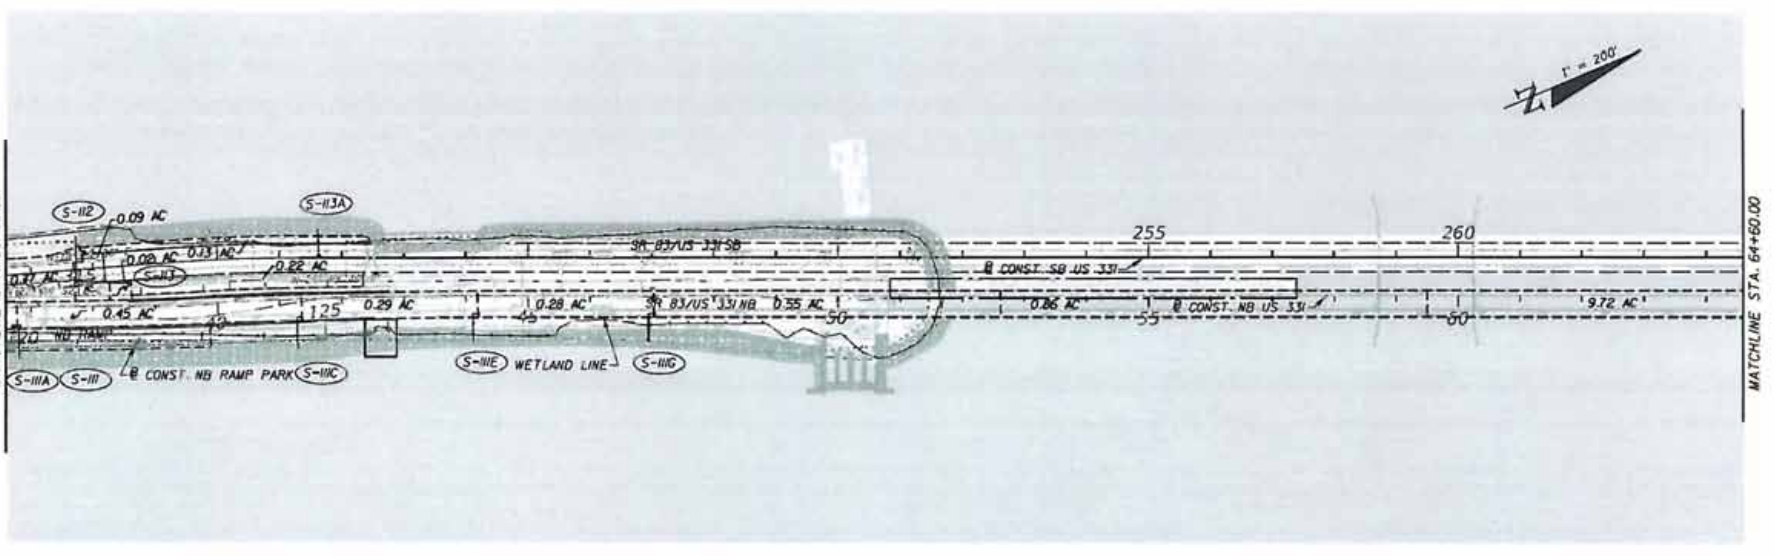 1" = 200'
N
S-112
0.09 AC
S-113A
SR 83/US 331 SB
255
260
0.02 AC
0.13 AC
S-113
0.22 AC
℄ CONST. SB US 331
0.45 AC
125
0.29 AC
0.28 AC
SR 83/US 331 NB
0.55 AC
0.86 AC
℄ CONST. NB US 331
9.72 AC
45
50
55
60
120
NB RAMP
S-111A
S-111
℄ CONST. NB RAMP PARK
S-111C
S-111E
WETLAND LINE
S-111G
MATCHLINE STA. 64+60.00